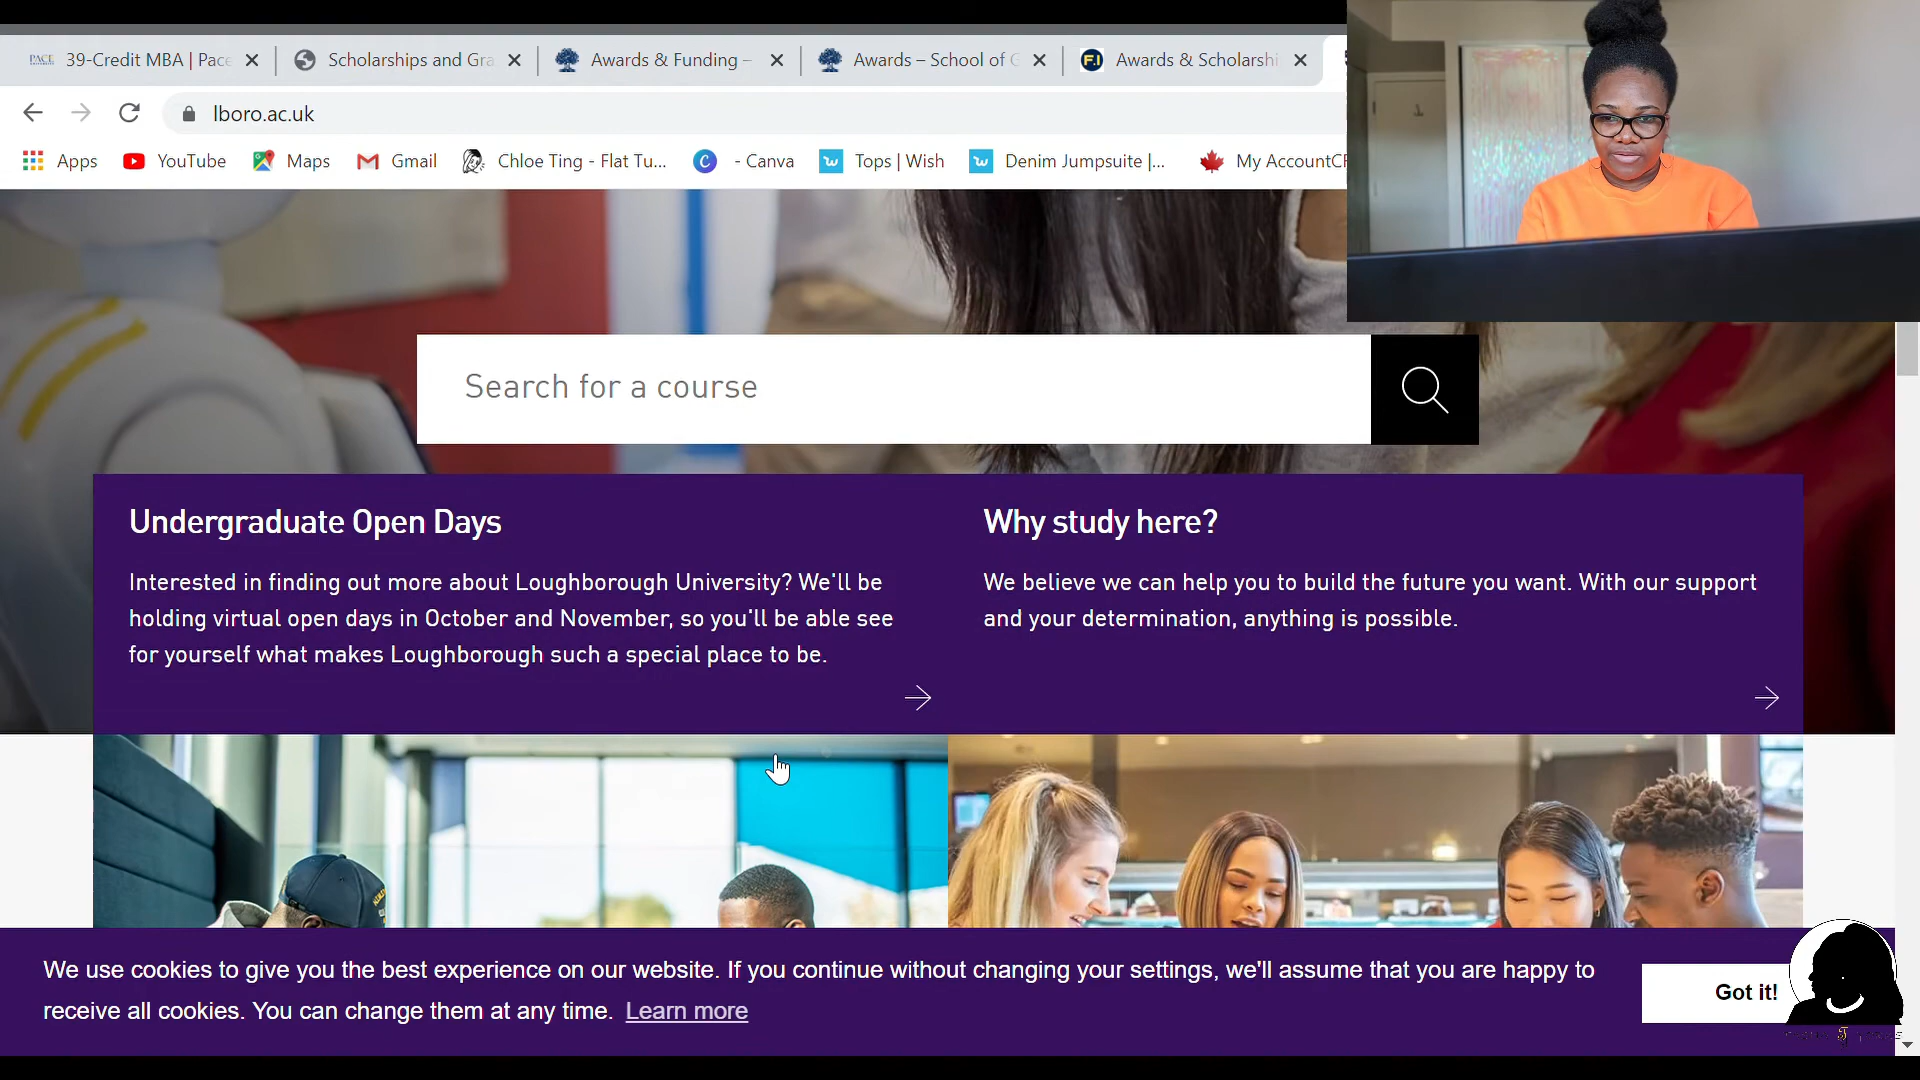 PACE 39-Credit MBA | Pace
Scholarships and Gra
Awards & Funding –
Awards – School of G
F.I Awards & Scholarshi
lboro.ac.uk
Apps
YouTube
Maps
Gmail
Chloe Ting - Flat Tu...
C - Canva
w Tops | Wish
w Denim Jumpsuite |...
My AccountCF
Search for a course
Undergraduate Open Days
Interested in finding out more about Loughborough University? We'll be
holding virtual open days in October and November, so you'll be able see
for yourself what makes Loughborough such a special place to be.
Why study here?
We believe we can help you to build the future you want. With our support
and your determination, anything is possible.
We use cookies to give you the best experience on our website. If you continue without changing your settings, we'll assume that you are happy to
receive all cookies. You can change them at any time. Learn more
Got it!